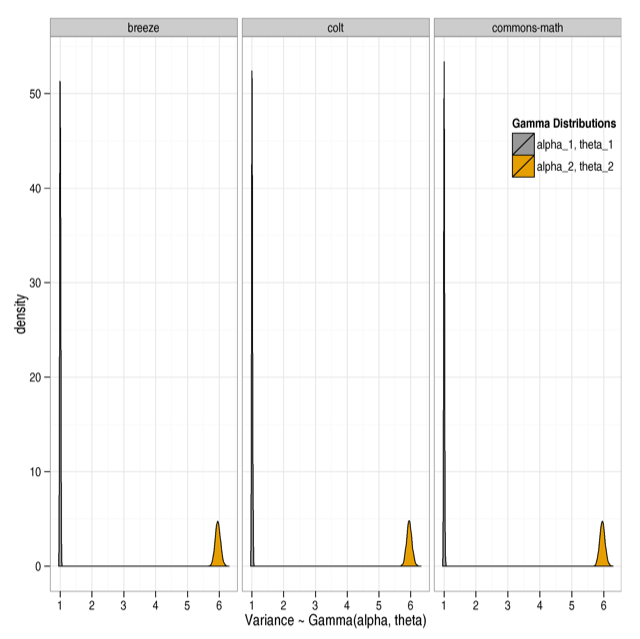 breeze colt commons-math
Gamma Distributions
alpha_1, theta_1
alpha_2, theta_2
density
50
40
30
20
10
0
1 2 3 4 5 6 1 2 3 4 5 6 1 2 3 4 5 6
Variance ~ Gamma(alpha, theta)